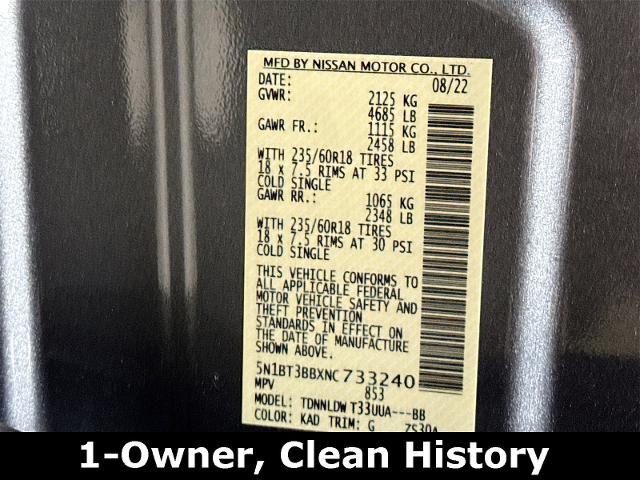 MFD BY NISSAN MOTOR CO., LTD.
DATE: 08/22
GVWR: 2125 KG
4685 LB
GAWR FR.: 1115 KG
2458 LB
WITH 235/60R18 TIRES
18 x 7.5 RIMS AT 33 PSI
COLD SINGLE
GAWR RR.: 1065 KG
2348 LB
WITH 235/60R18 TIRES
18 x 7.5 RIMS AT 30 PSI
COLD SINGLE
THIS VEHICLE CONFORMS TO
ALL APPLICABLE FEDERAL
MOTOR VEHICLE SAFETY AND
THEFT PREVENTION
STANDARDS IN EFFECT ON
THE DATE OF MANUFACTURE
SHOWN ABOVE.
5N1BT3BBXNC733240
MPV 853
MODEL: TDNNLDW T33UUA---BB
COLOR: KAD TRIM: G
1-Owner, Clean History